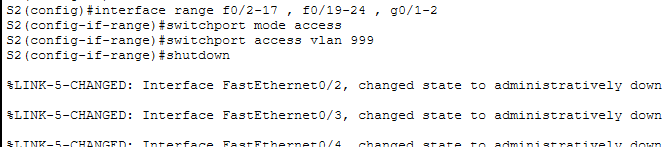 S2(config)#interface range f0/2-17 , f0/19-24 , g0/1-2
S2(config-if-range)#switchport mode access
S2(config-if-range)#switchport access vlan 999
S2(config-if-range)#shutdown
%LINK-5-CHANGED: Interface FastEthernet0/2, changed state to administratively down
%LINK-5-CHANGED: Interface FastEthernet0/3, changed state to administratively down
%LINK-5-CHANGED: Interface FastEthernet0/4, changed state to administratively down